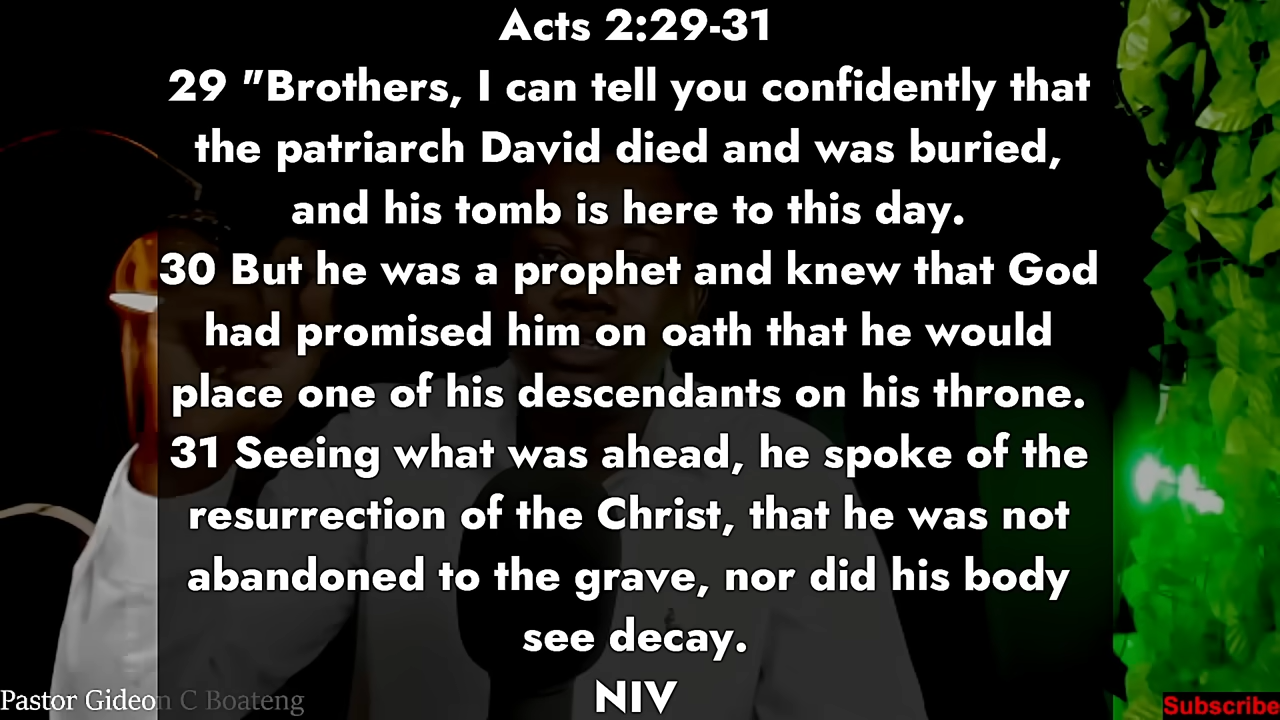 Acts 2:29-31
29 "Brothers, I can tell you confidently that
the patriarch David died and was buried,
and his tomb is here to this day.
30 But he was a prophet and knew that God
had promised him on oath that he would
place one of his descendants on his throne.
31 Seeing what was ahead, he spoke of the
resurrection of the Christ, that he was not
abandoned to the grave, nor did his body
see decay.
NIV
Pastor Gideon C Boateng
Subscribe